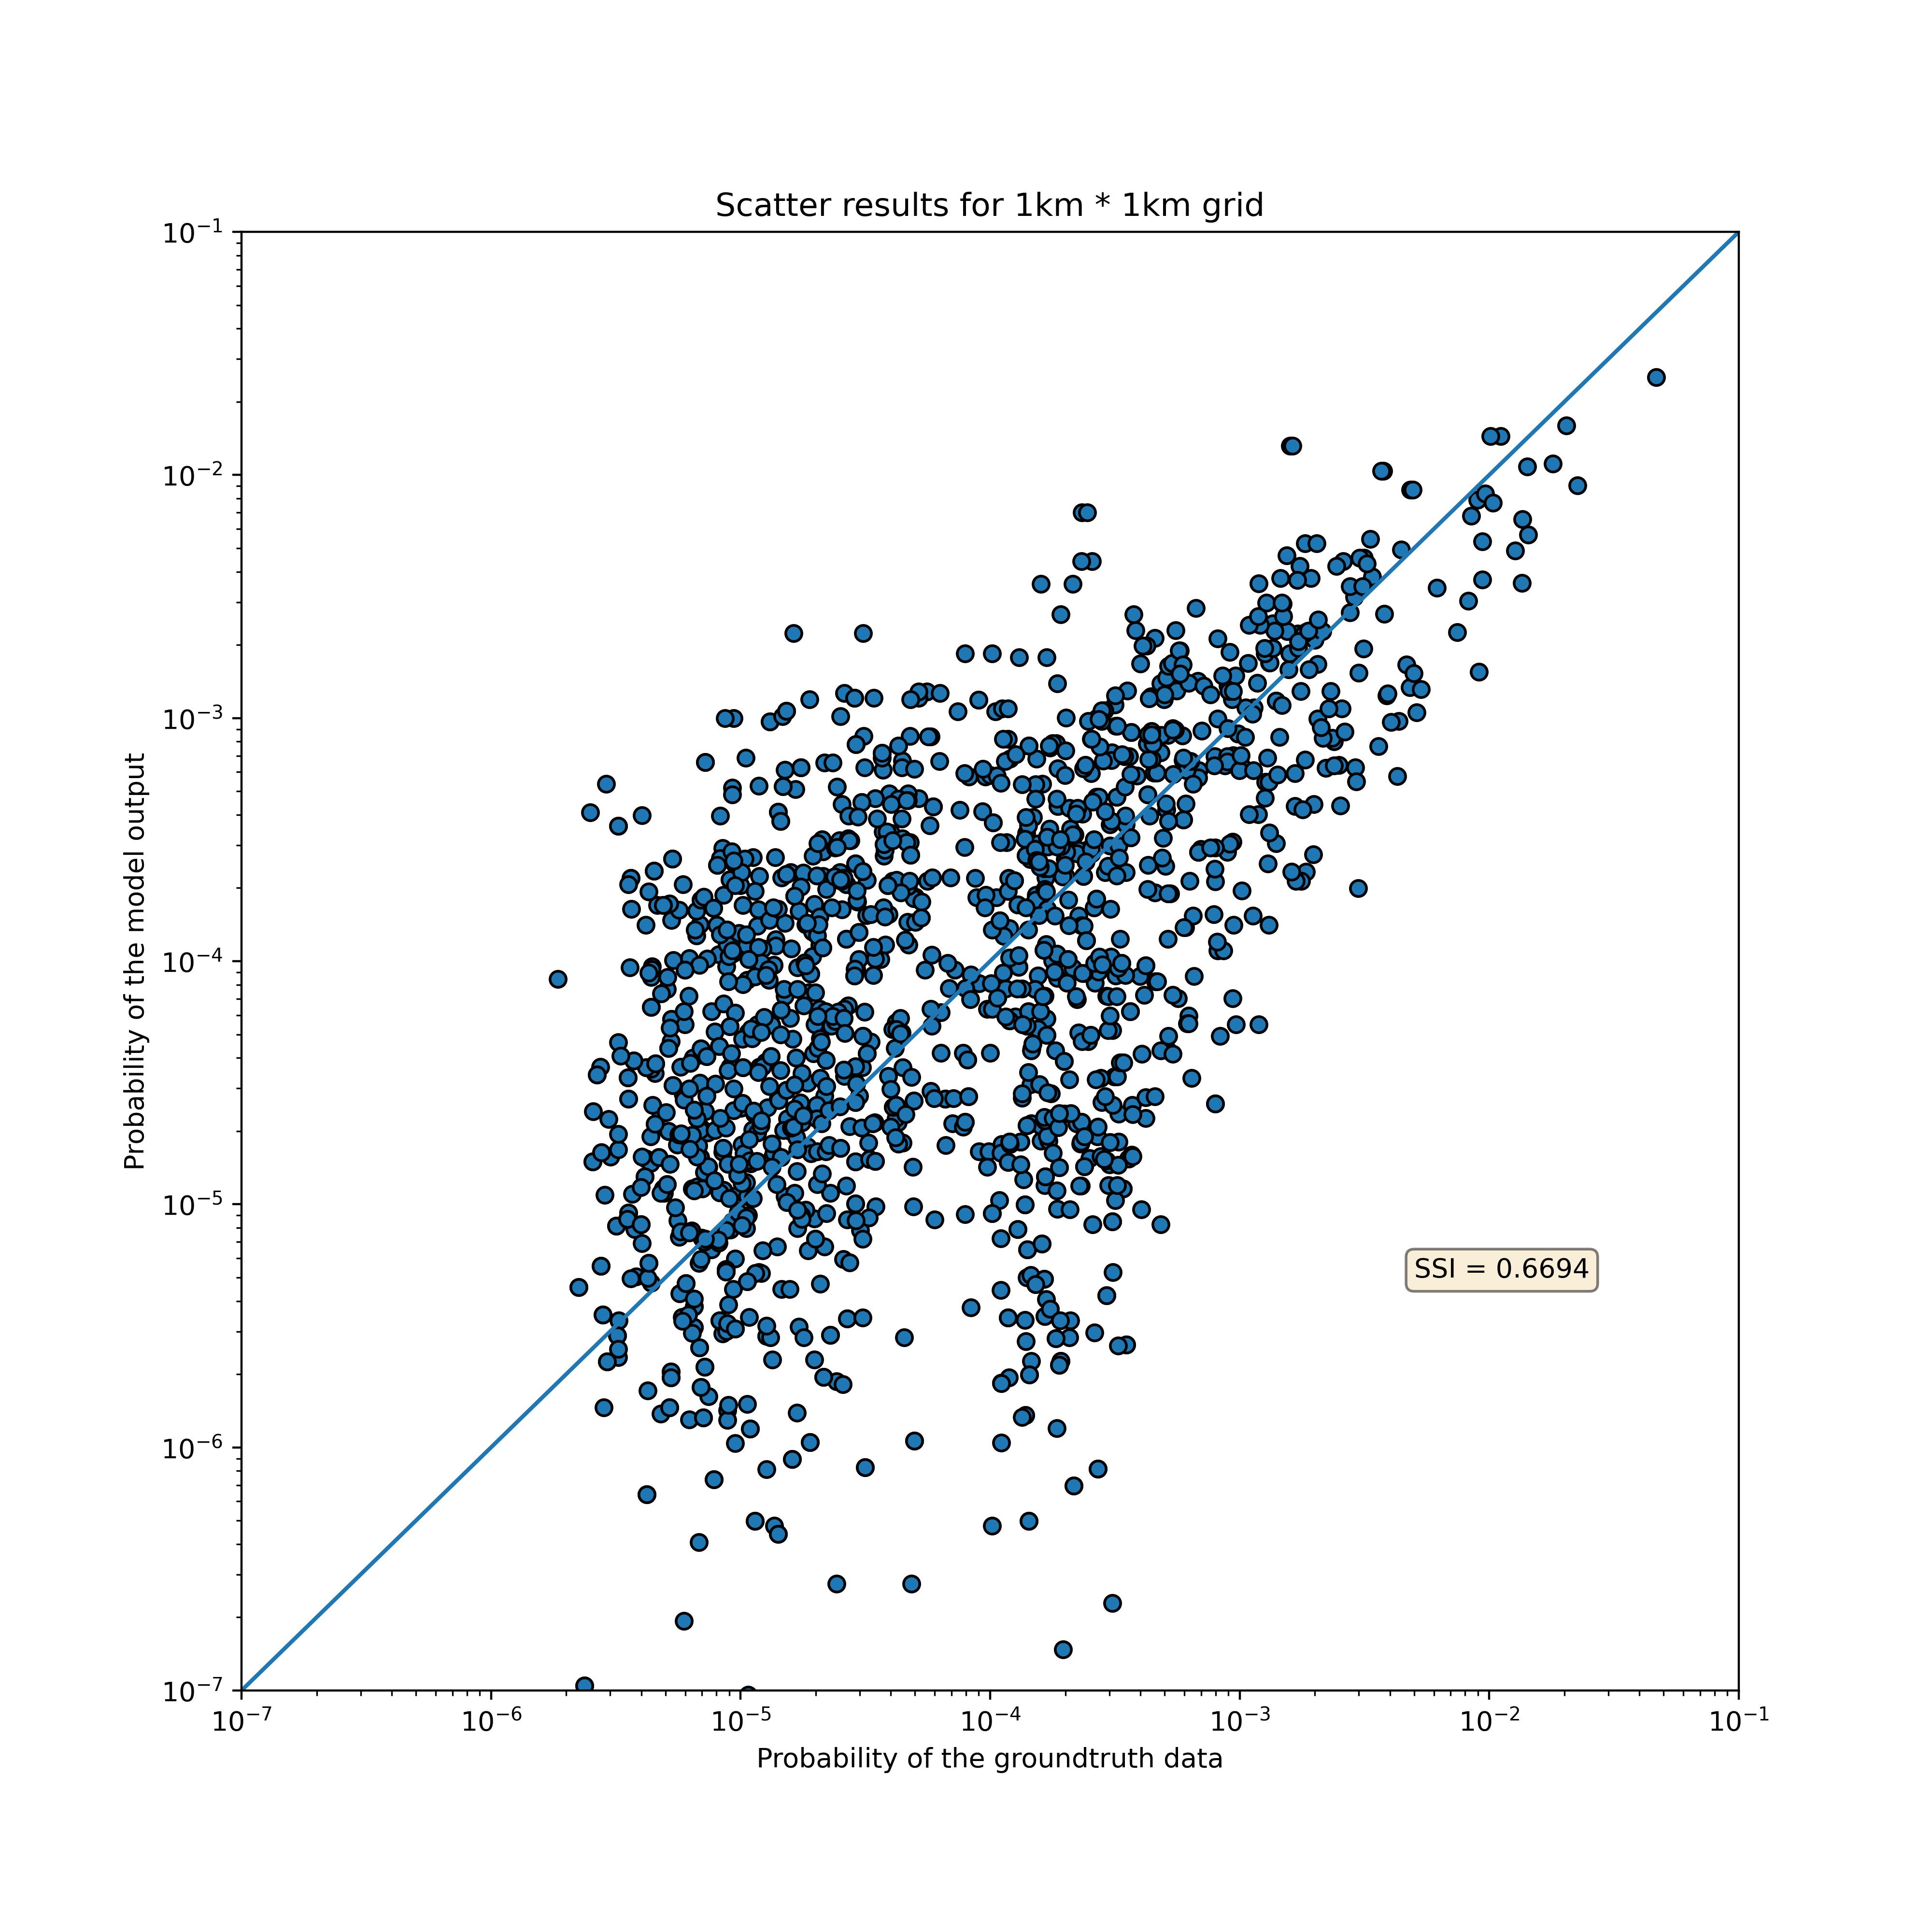 Scatter results for 1km * 1km grid
Probability of the model output
10⁻¹
10⁻²
10⁻³
10⁻⁴
10⁻⁵
10⁻⁶
10⁻⁷
SSI = 0.6694
10⁻⁷ 10⁻⁶ 10⁻⁵ 10⁻⁴ 10⁻³ 10⁻² 10⁻¹
Probability of the groundtruth data